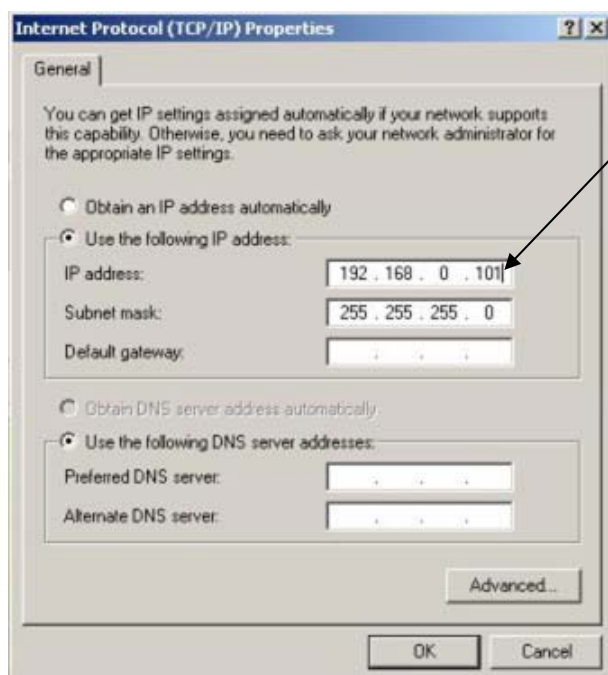 Internet Protocol (TCP/IP) Properties
General
You can get IP settings assigned automatically if your network supports
this capability. Otherwise, you need to ask your network administrator for
the appropriate IP settings.
Obtain an IP address automatically
Use the following IP address:
IP address: 192 . 168 . 0 . 101
Subnet mask: 255 . 255 . 255 . 0
Default gateway: . . .
Obtain DNS server address automatically
Use the following DNS server addresses:
Preferred DNS server: . . .
Alternate DNS server: . . .
Advanced...
OK Cancel